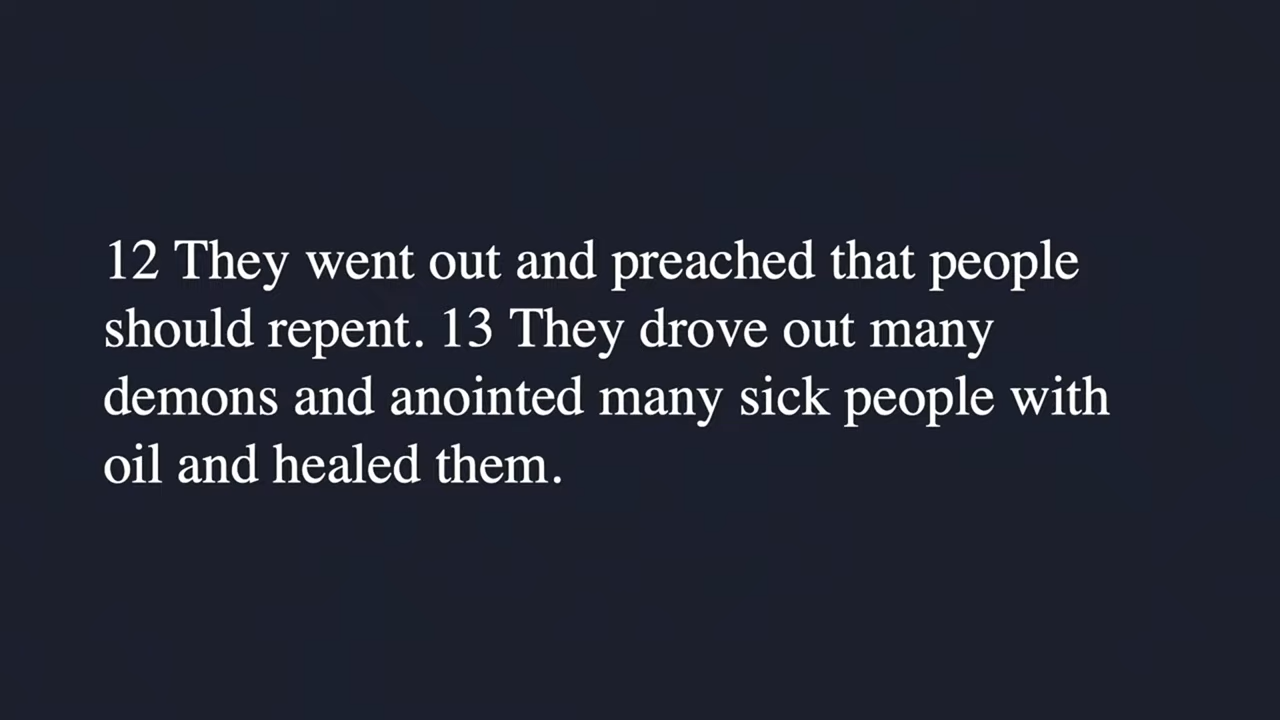 12 They went out and preached that people
should repent. 13 They drove out many
demons and anointed many sick people with
oil and healed them.